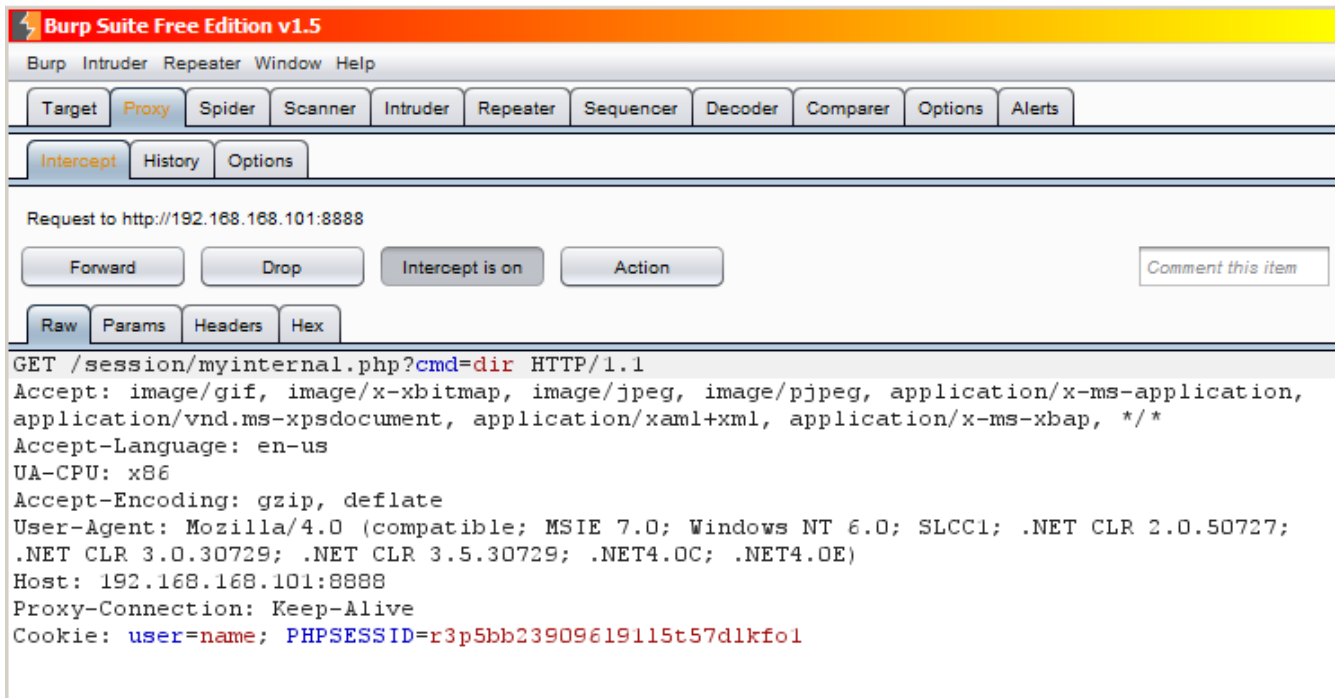 Burp Suite Free Edition v1.5
Burp Intruder Repeater Window Help
Target Proxy Spider Scanner Intruder Repeater Sequencer Decoder Comparer Options Alerts
Intercept History Options
Request to http://192.168.168.101:8888
Forward Drop Intercept is on Action Comment this item
Raw Params Headers Hex
GET /session/myinternal.php?cmd=dir HTTP/1.1
Accept: image/gif, image/x-xbitmap, image/jpeg, image/pjpeg, application/x-ms-application,
application/vnd.ms-xpsdocument, application/xaml+xml, application/x-ms-xbap, */*
Accept-Language: en-us
UA-CPU: x86
Accept-Encoding: gzip, deflate
User-Agent: Mozilla/4.0 (compatible; MSIE 7.0; Windows NT 6.0; SLCC1; .NET CLR 2.0.50727;
.NET CLR 3.0.30729; .NET CLR 3.5.30729; .NET4.0C; .NET4.0E)
Host: 192.168.168.101:8888
Proxy-Connection: Keep-Alive
Cookie: user=name; PHPSESSID=r3p5bb2390961911​5t57dlkfo1